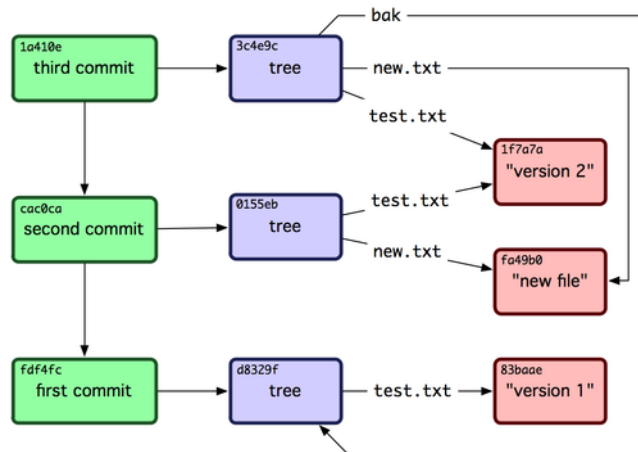 bak
1a410e
third commit
3c4e9c
tree
new.txt
test.txt
1f7a7a
"version 2"
cac0ca
second commit
0155eb
tree
test.txt
new.txt
fa49b0
"new file"
fdf4fc
first commit
d8329f
tree
test.txt
83baae
"version 1"